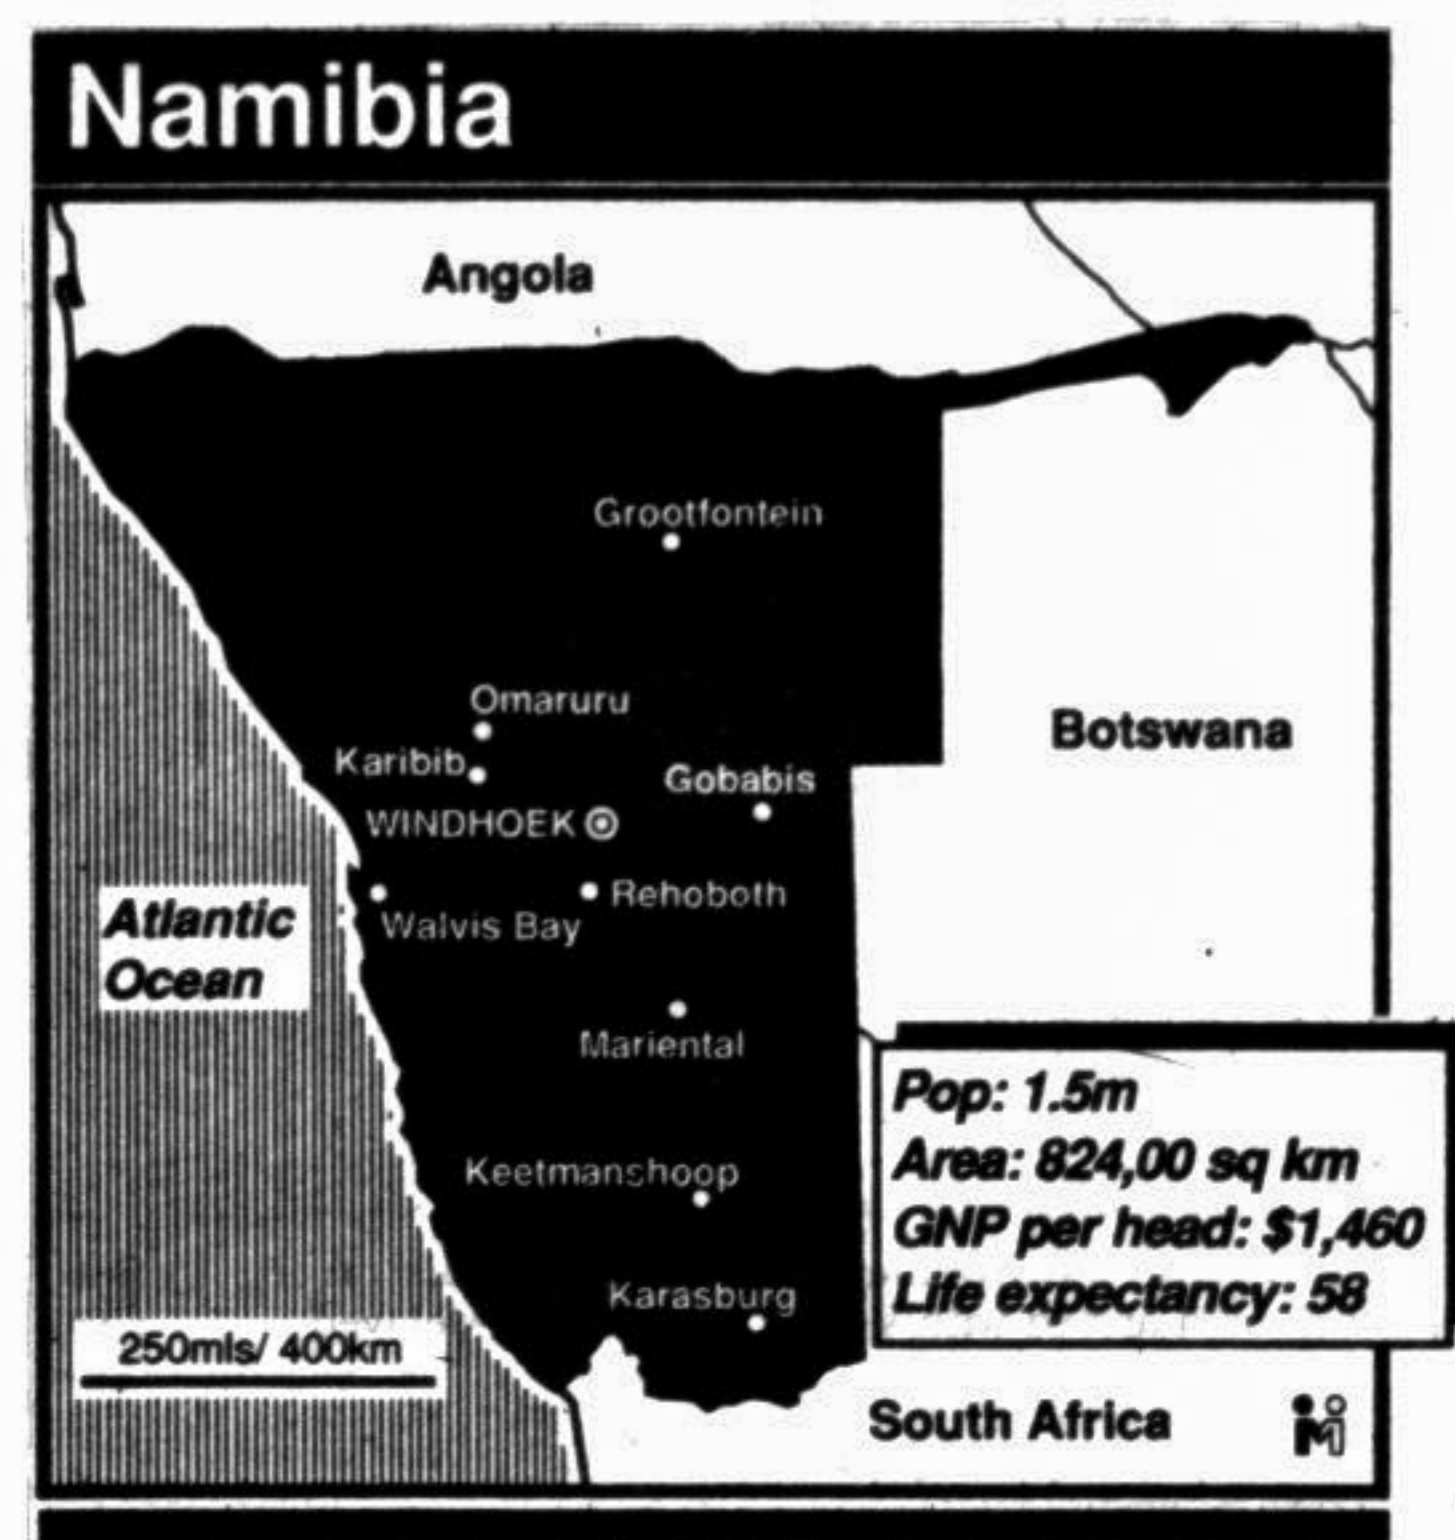 Namibia
Angola
Grootfontein
Omaruru
Karibib
Gobabis
WINDHOEK
Botswana
Rehoboth
Walvis Bay
Atlantic
Ocean
Mariental
Pop: 1.5m
Area: 824,00 sq km
Keetmanshoop
GNP per head: $1,460
Life expectancy: 58
Karasburg
250mls/ 400km
South Africa